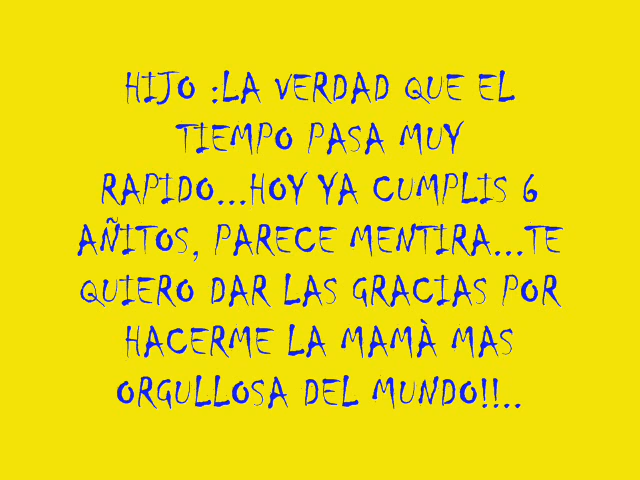 HIJO :LA VERDAD QUE EL
TIEMPO PASA MUY
RAPIDO...HOY YA CUMPLIS 6
AÑITOS, PARECE MENTIRA...TE
QUIERO DAR LAS GRACIAS POR
HACERME LA MAMÀ MAS
ORGULLOSA DEL MUNDO!!..